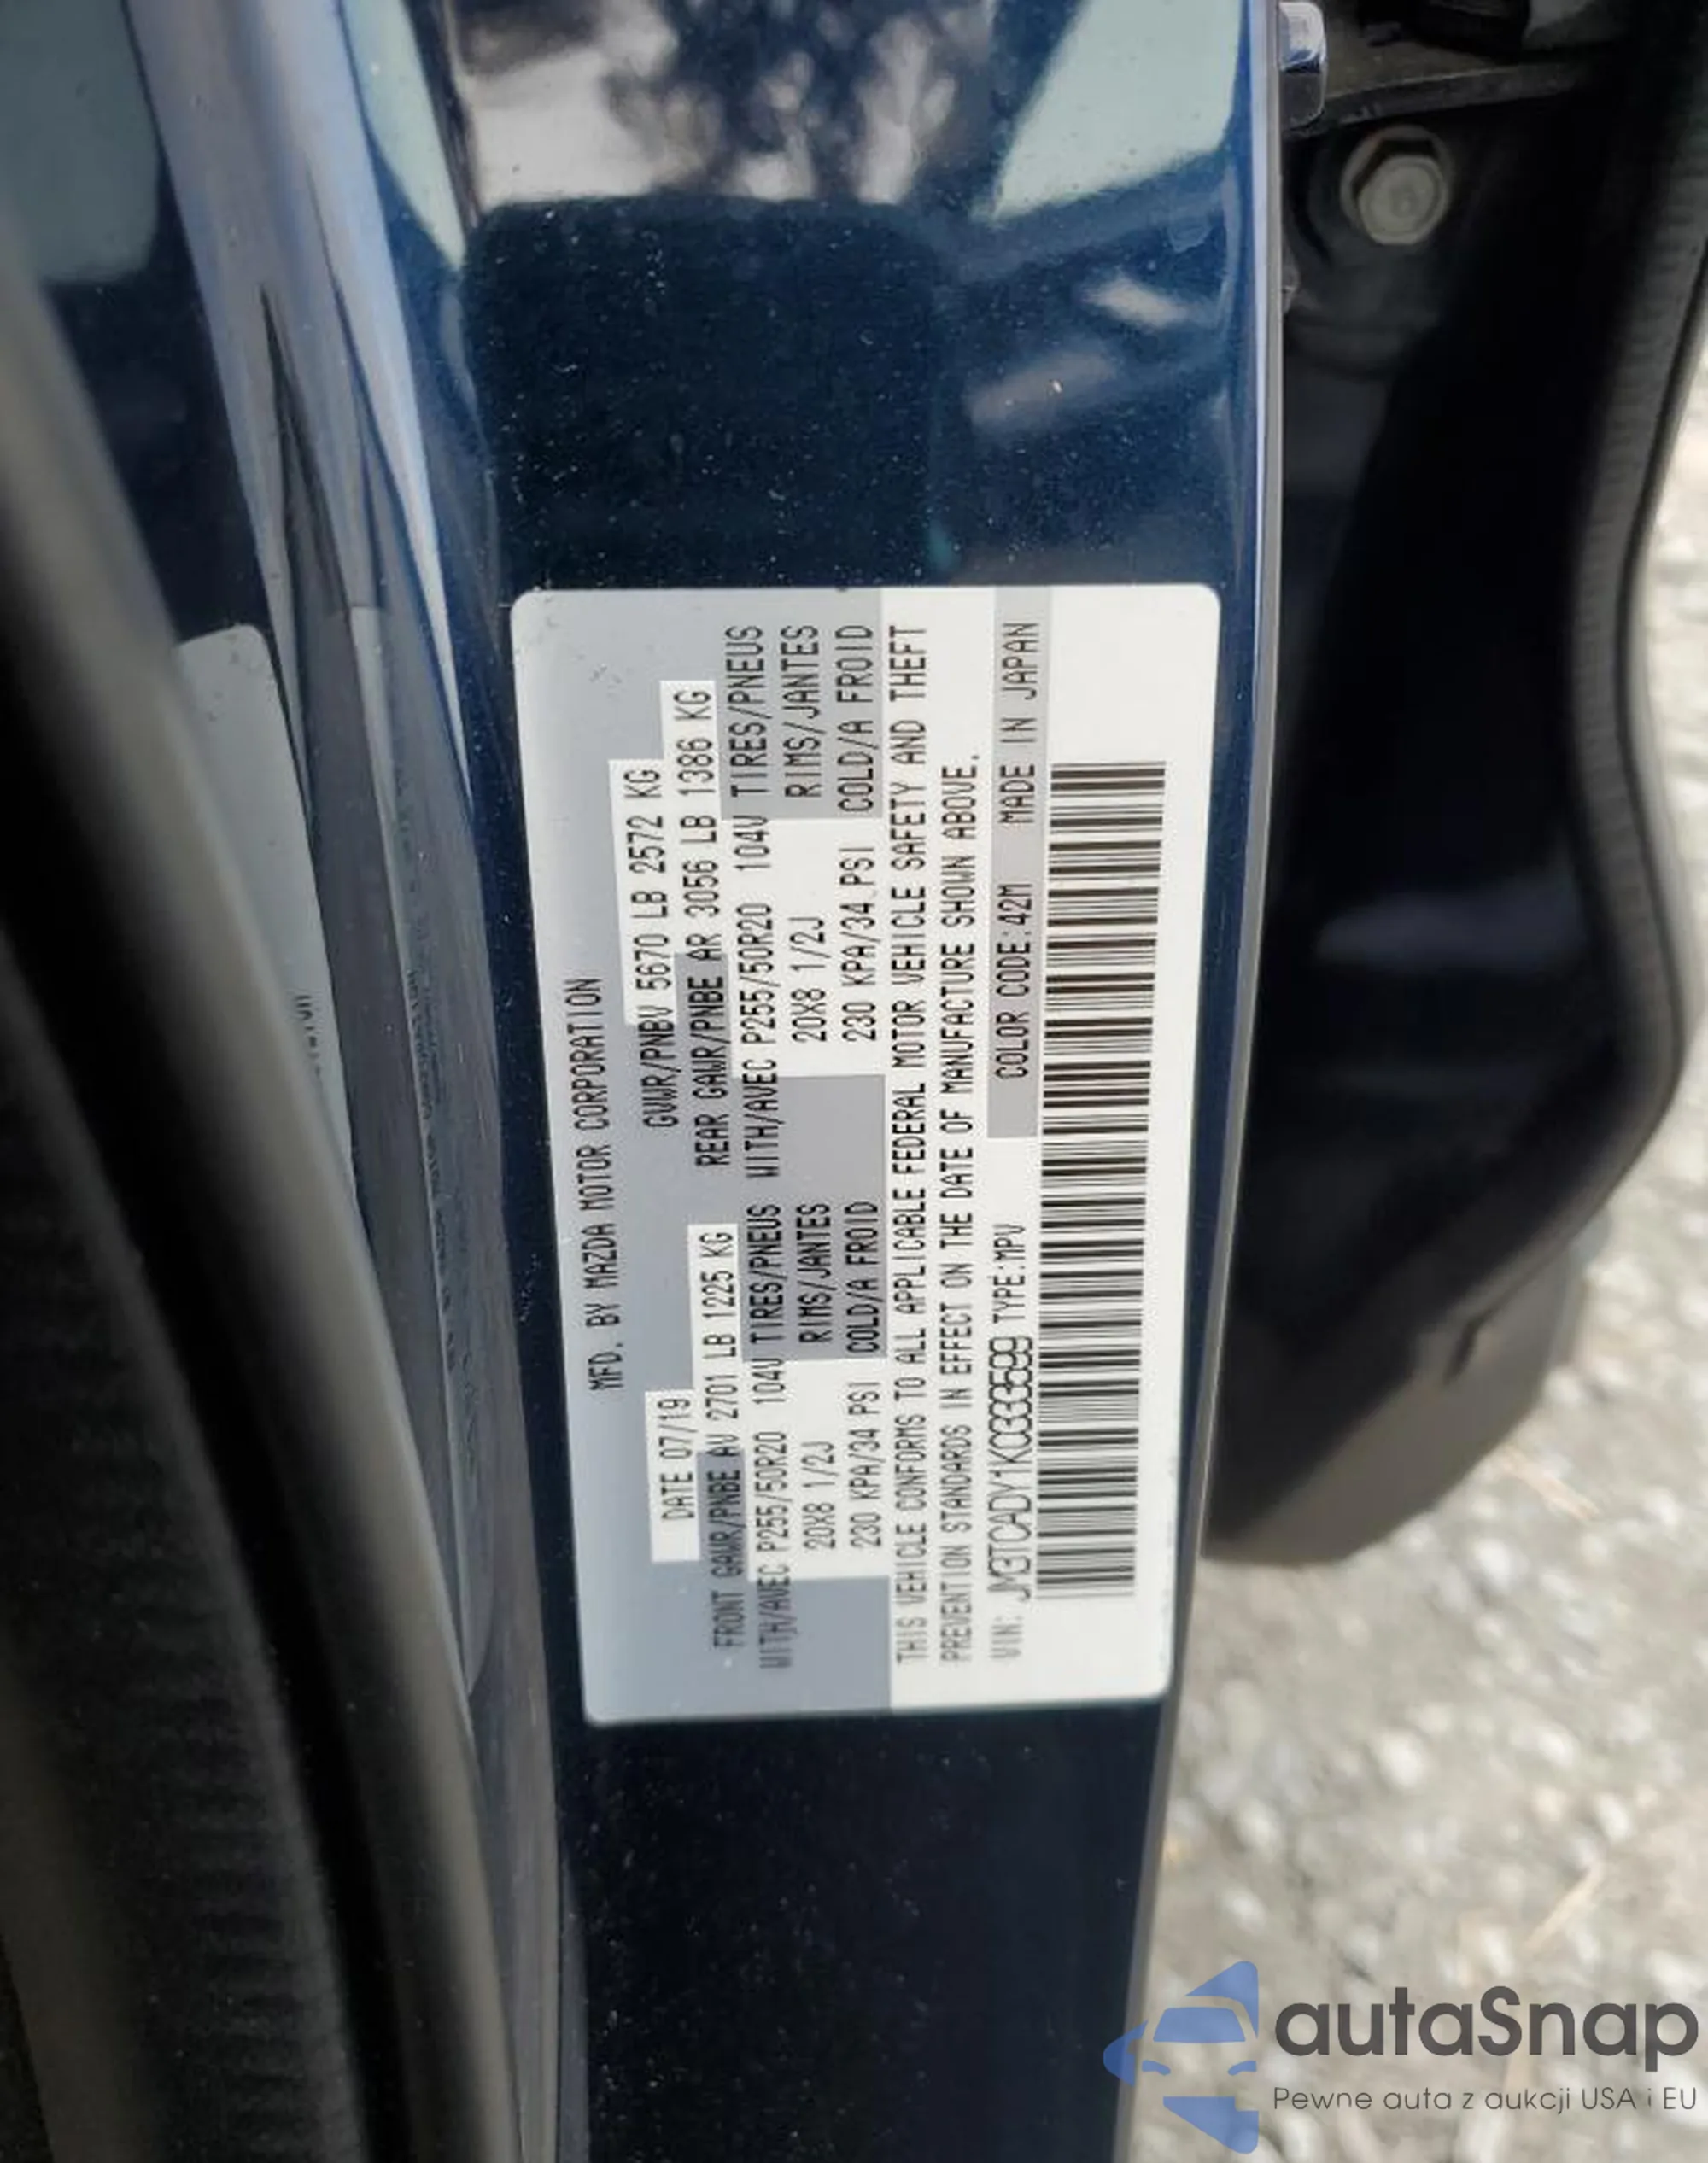 MFD. BY MAZDA MOTOR CORPORATION
DATE 07/19 GVWR/PNBV 5670 LB 2572 KG
FRONT GAWR/PNBE AV 2701 LB 1225 KG REAR GAWR/PNBE AR 3056 LB 1386 KG
WITH/AVEC P255/50R20 104V TIRES/PNEUS WITH/AVEC P255/50R20 104V TIRES/PNEUS
20X8 1/2J RIMS/JANTES 20X8 1/2J RIMS/JANTES
230 KPA/34 PSI COLD/A FROID 230 KPA/34 PSI COLD/A FROID
THIS VEHICLE CONFORMS TO ALL APPLICABLE FEDERAL MOTOR VEHICLE SAFETY AND THEFT
PREVENTION STANDARDS IN EFFECT ON THE DATE OF MANUFACTURE SHOWN ABOVE.
VIN: JM3TCADY1K0333599 TYPE:MPV COLOR CODE:42M MADE IN JAPAN
autaSnap
Pewne auta z aukcji USA i EU